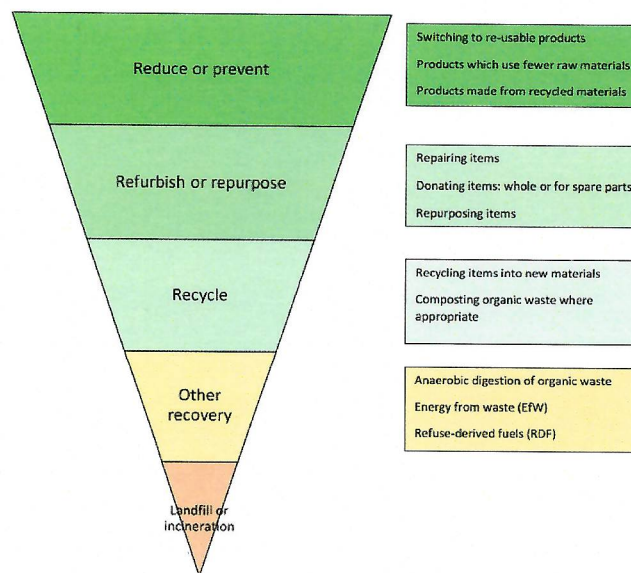 Reduce or prevent
Switching to re-usable products
Products which use fewer raw materials
Products made from recycled materials
Refurbish or repurpose
Repairing items
Donating items: whole or for spare parts
Repurposing items
Recycle
Recycling items into new materials
Composting organic waste where
appropriate
Other
recovery
Anaerobic digestion of organic waste
Energy from waste (EfW)
Refuse-derived fuels (RDF)
Landfill or
incineration